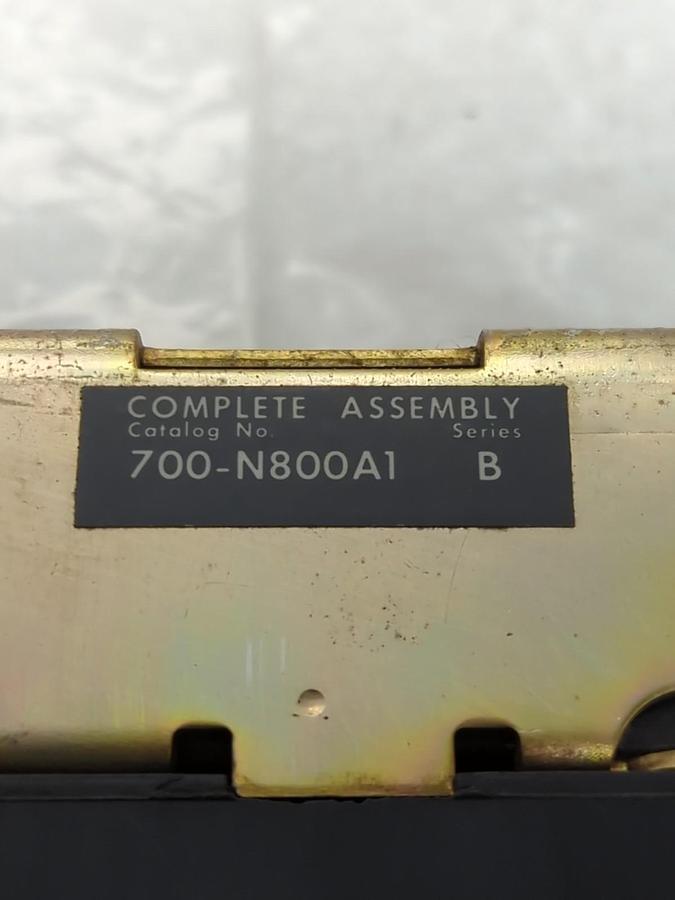 COMPLETE ASSEMBLY
Catalog No. Series
700-N800A1 B